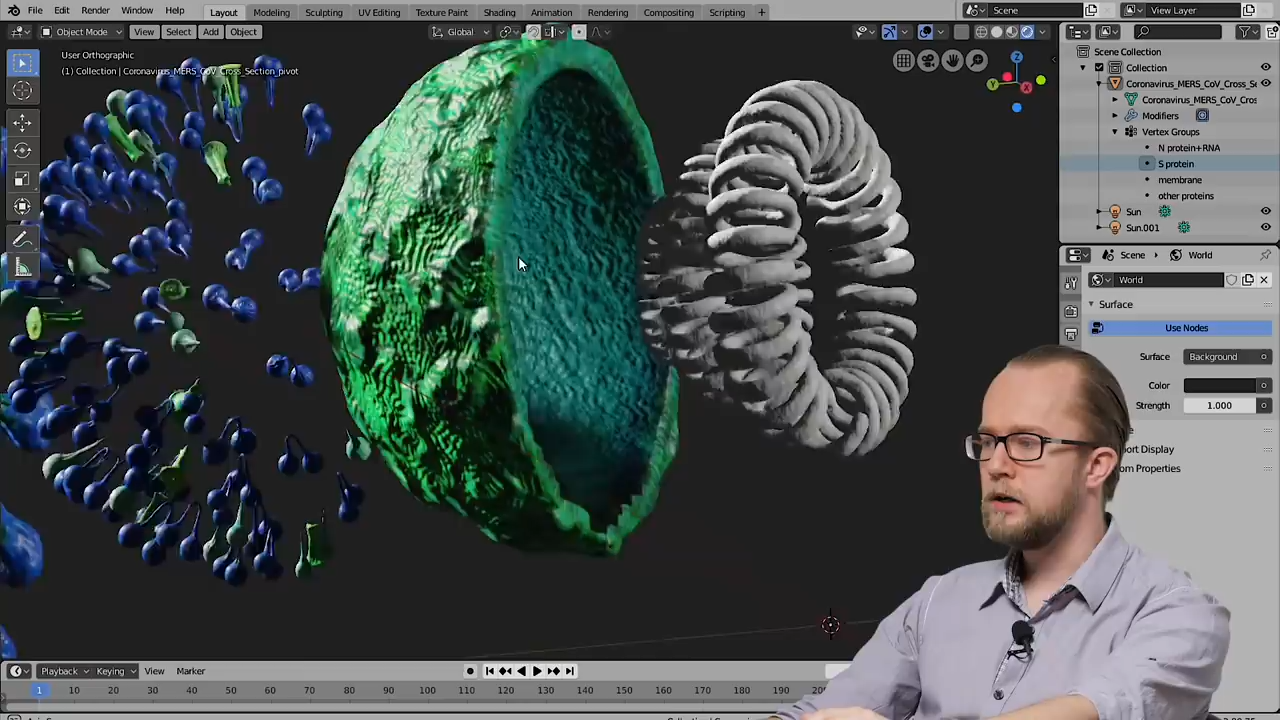 File Edit Render Window Help Layout Modeling Sculpting UV Editing Texture Paint Shading Animation Rendering Compositing Scripting + Scene View Layer
Object Mode View Select Add Object Global
User Orthographic
(1) Collection | Coronavirus_MERS_CoV_Cross_Section_pivot
Z
Y
X
Scene Collection
Collection
Coronavirus_MERS_CoV_Cross_Se
Coronavirus_MERS_CoV_Cros
Modifiers
Vertex Groups
N protein+RNA
S protein
membrane
other proteins
Sun
Sun.001
Scene > World
World
Surface
Use Nodes
Surface Background
Color
Strength 1.000
port Display
om Properties
Playback Keying View Marker
1 10 20 30 40 50 60 70 80 90 100 110 120 130 140 150 160 170 180 190